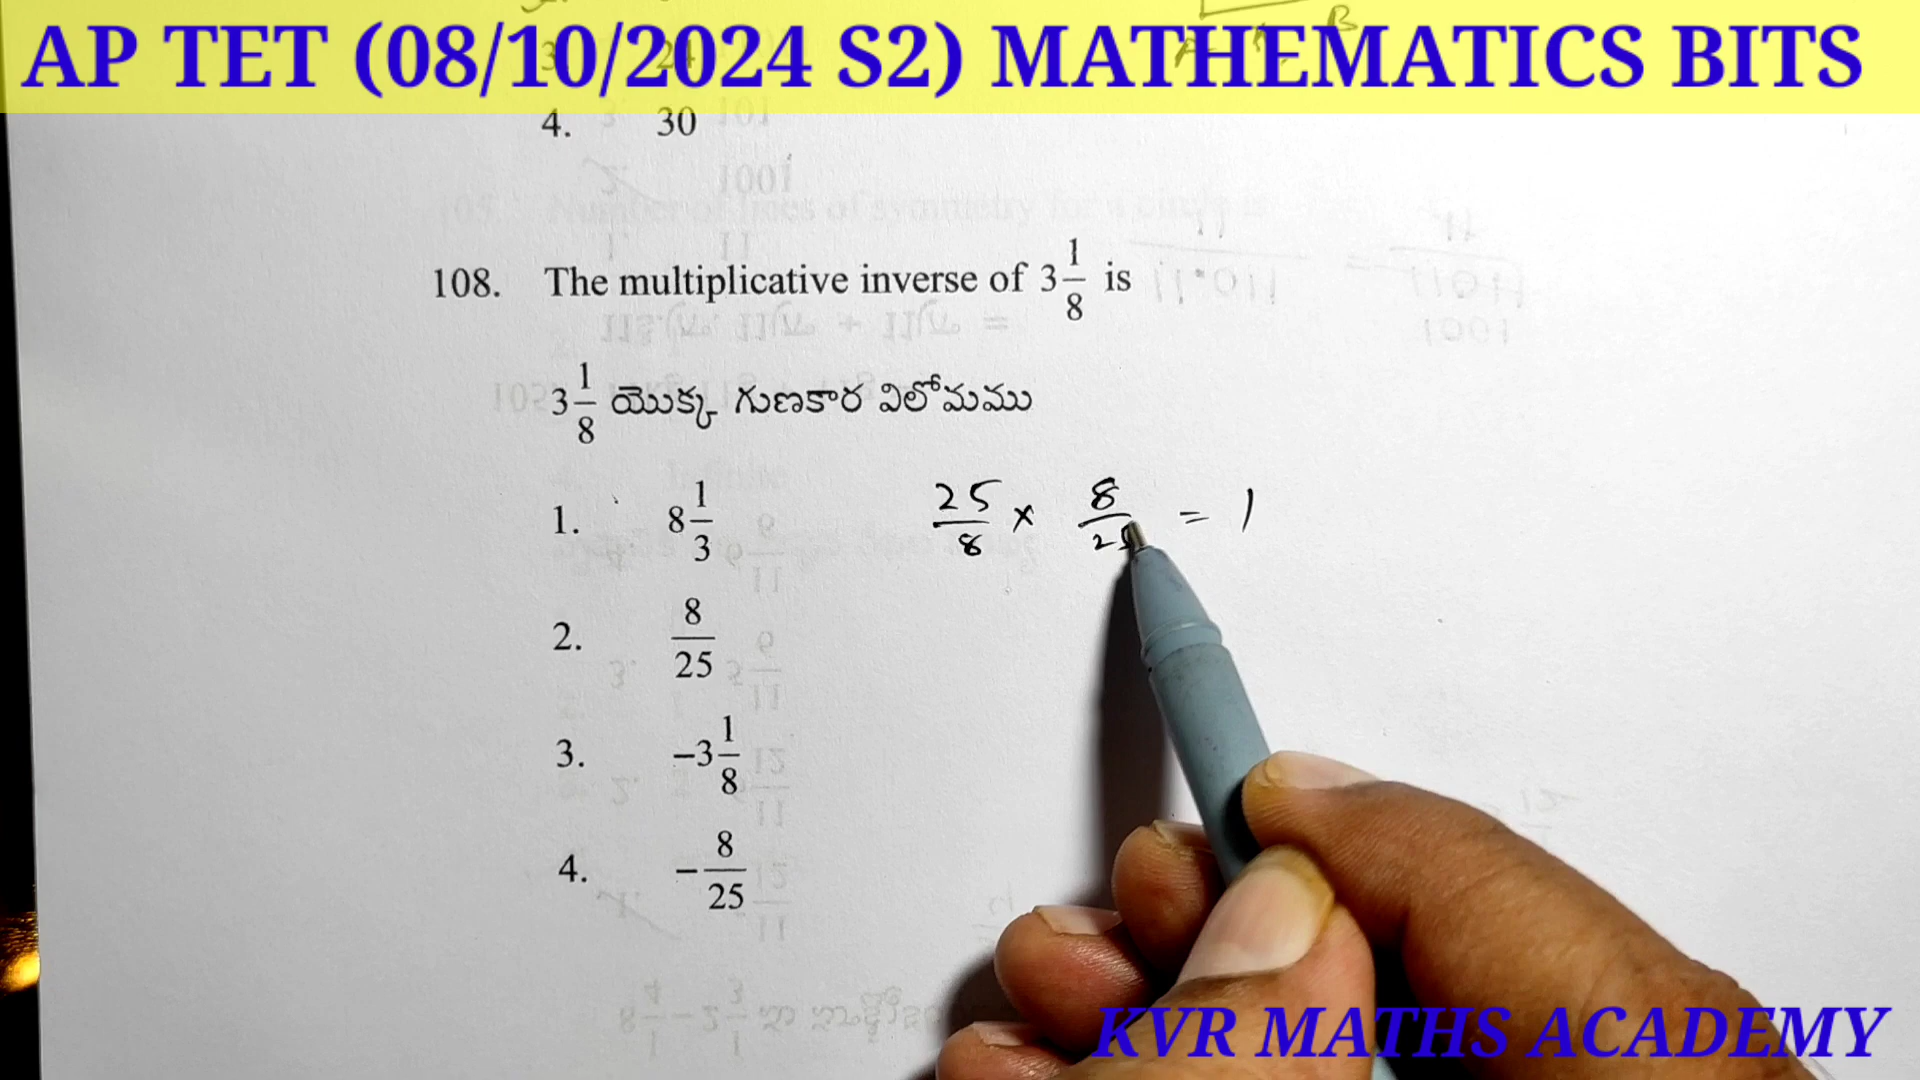 AP TET (08/10/2024 S2) MATHEMATICS BITS
3. 24
4. 30
108. The multiplicative inverse of 3 1/8 is
3 1/8 యొక్క గుణకార విలోమము
1. 8 1/3
25/8 × 8/25 = 1
2. 8/25
3. −3 1/8
4. −8/25
KVR MATHS ACADEMY